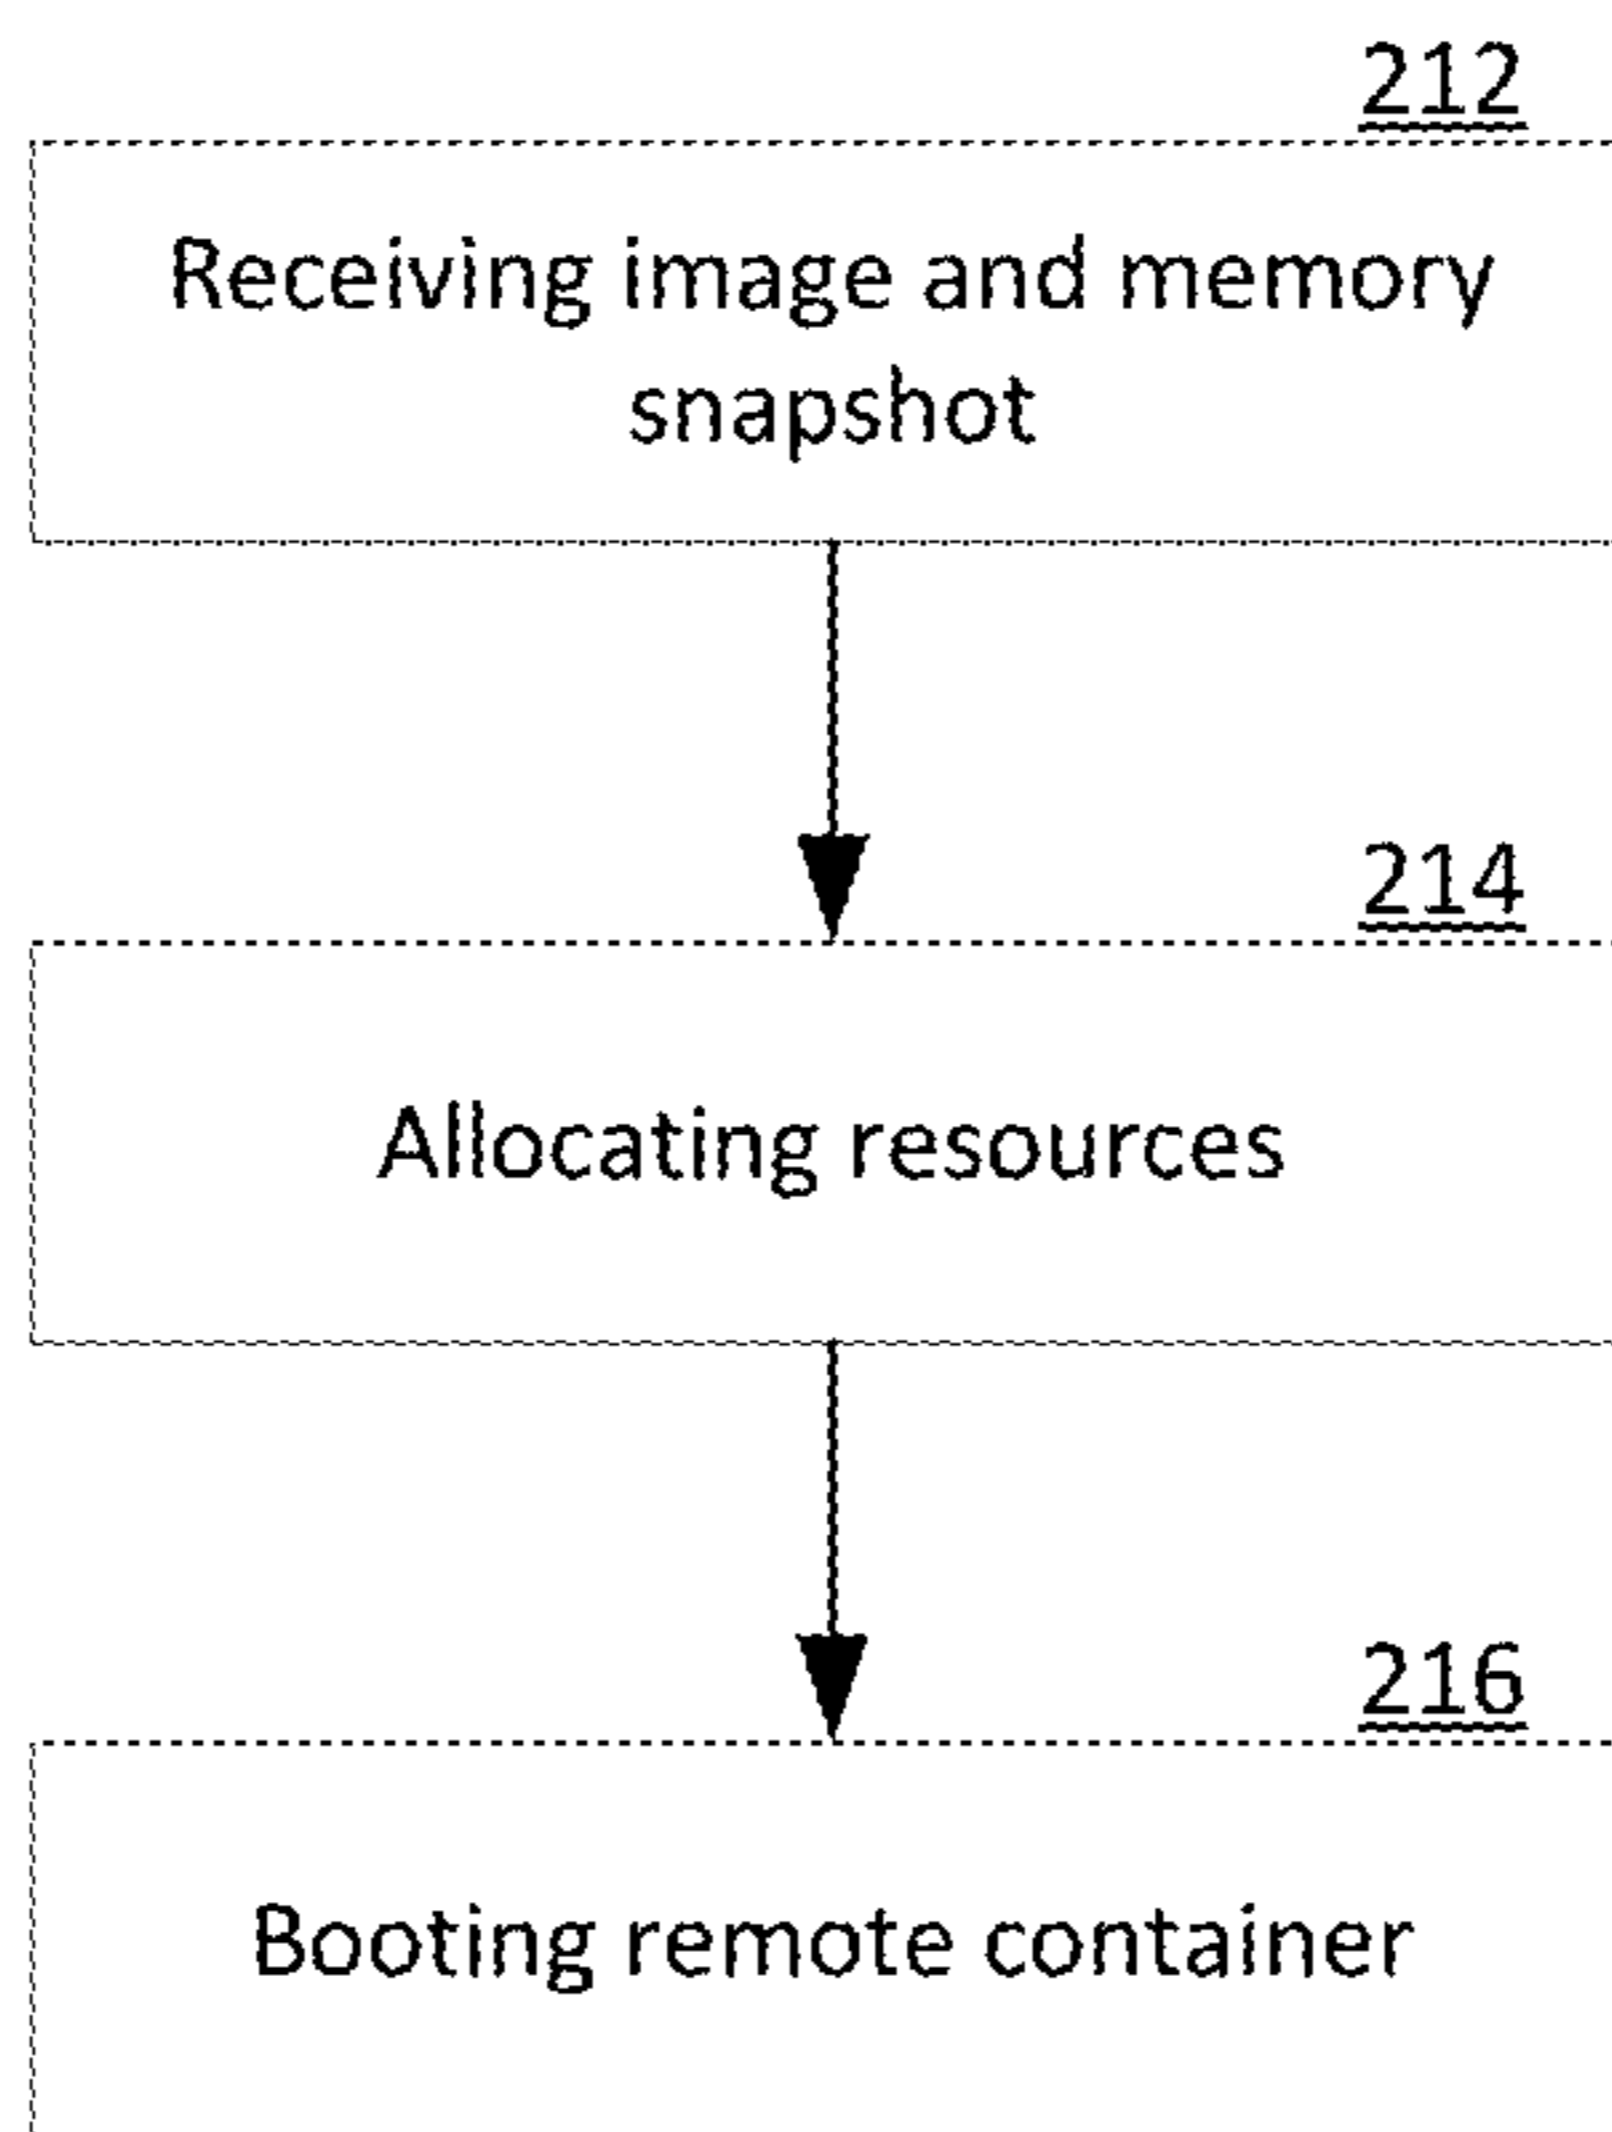 212
Receiving image and memory
snapshot
214
Allocating resources
216
Booting remote container